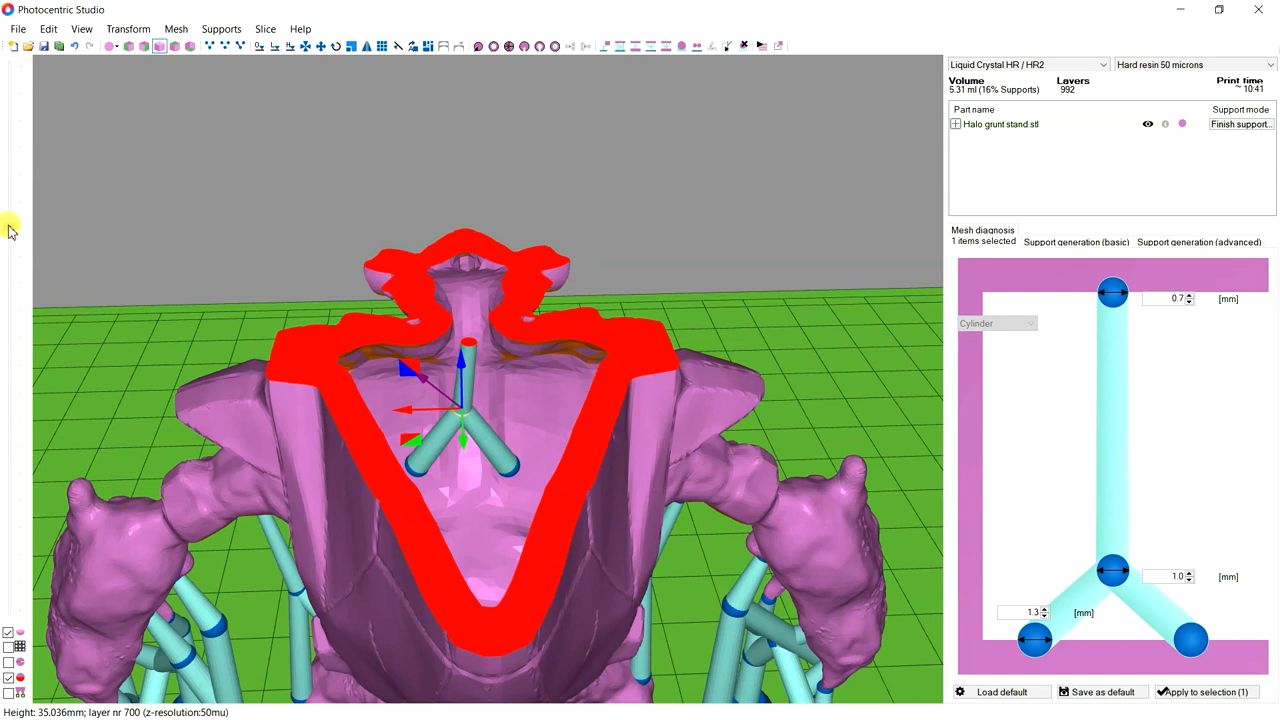 Photocentric Studio
File Edit View Transform Mesh Supports Slice Help
Liquid Crystal HR / HR2 Hard resin 50 microns
Volume Layers Print time
5.31 ml (16% Supports) 992 ~ 10:41
Part name Support mode
Halo grunt stand.stl Finish support...
Mesh diagnosis
1 items selected Support generation (basic) Support generation (advanced)
0.7 [mm]
Cylinder
1.0 [mm]
1.3 [mm]
Load default Save as default Apply to selection (1)
Height: 35.036mm; layer nr 700 (z-resolution:50mu)